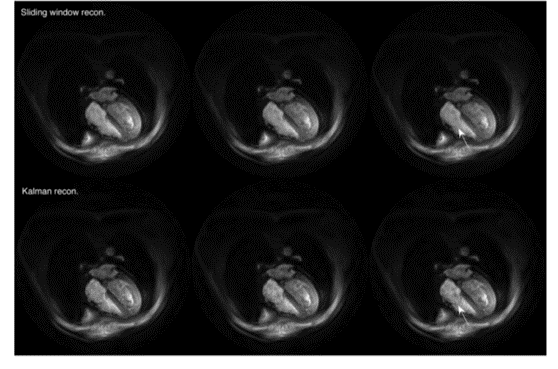 Sliding window recon.
Kalman recon.